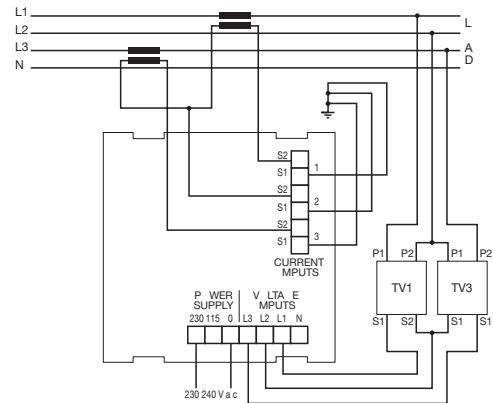 L1
L2
L3
N
L
A
D
S2
S1
1
S2
S1
2
S2
S1
3
CURRENT
MPUTS
P WER
SUPPLY
V LTA E
MPUTS
230 115 0 L3 L2 L1 N
230 240 V a c
P1 P2 P1 P2
TV1 TV3
S1 S2 S1 S1